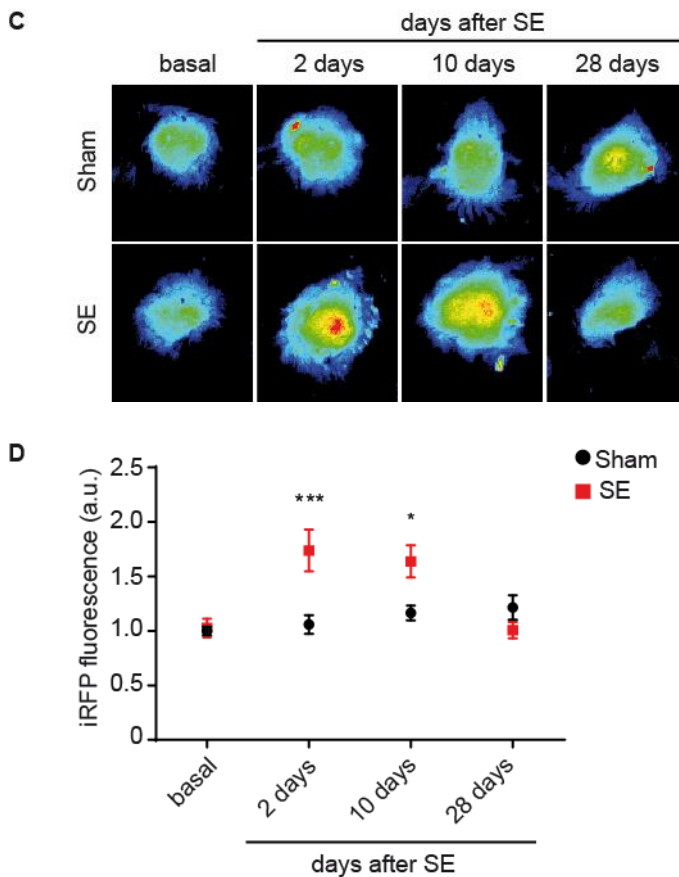 C
days after SE
basal 2 days 10 days 28 days
Sham
SE
D
Sham
SE
iRFP fluorescence (a.u.)
2.5
2.0
1.5
1.0
0.5
0
***
*
basal 2 days 10 days 28 days
days after SE